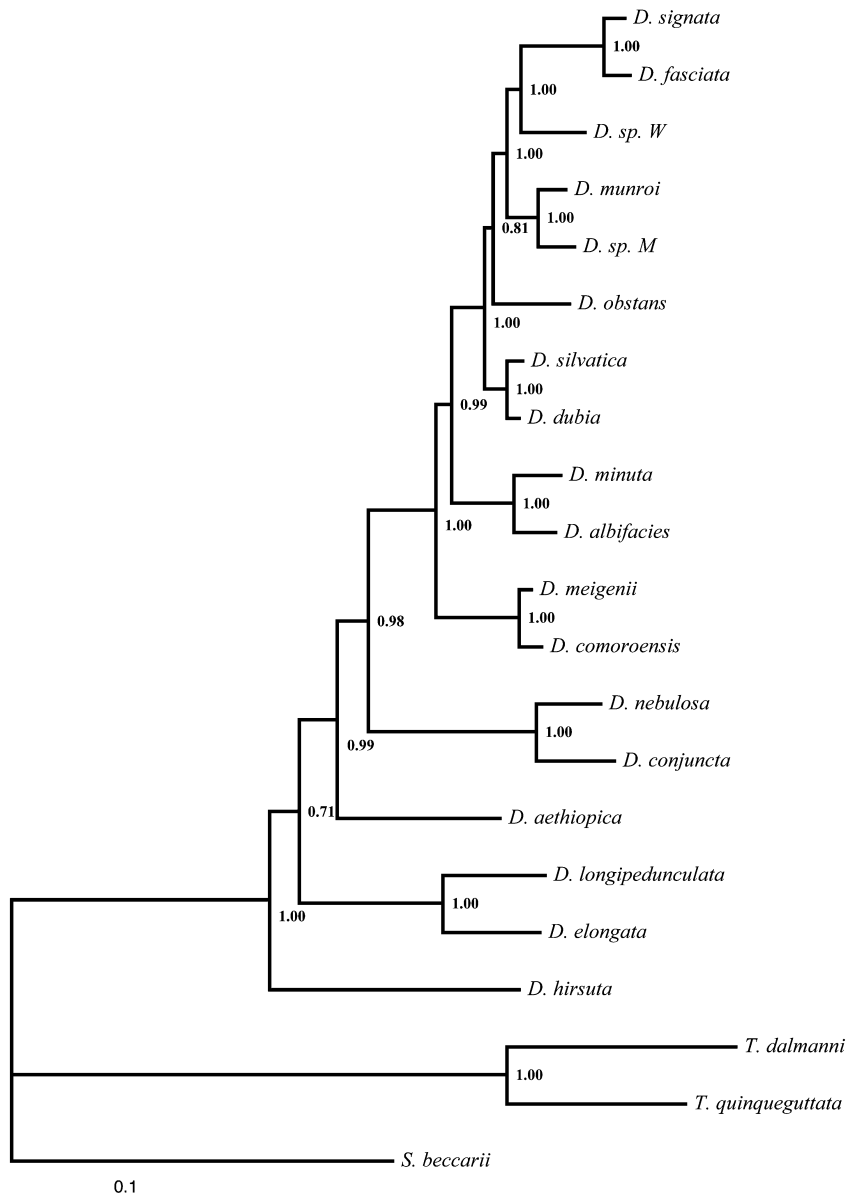 D. signata
1.00
D. fasciata
1.00
D. sp. W
1.00
D. munroi
1.00
0.81
D. sp. M
D. obstans
1.00
D. silvatica
1.00
0.99
D. dubia
D. minuta
1.00
1.00
D. albifacies
D. meigenii
1.00
0.98
D. comoroensis
D. nebulosa
1.00
0.99
D. conjuncta
0.71
D. aethiopica
D. longipedunculata
1.00
1.00
D. elongata
D. hirsuta
T. dalmanni
1.00
T. quinqueguttata
S. beccarii
0.1